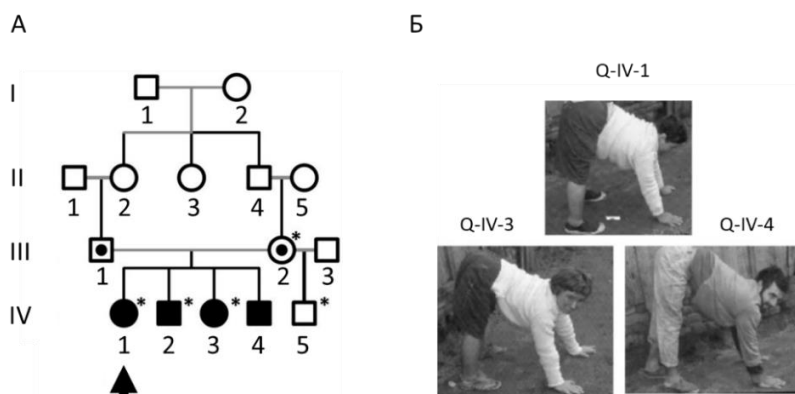 А
Б
Q-IV-1
I
1 2
II
1 2 3 4 5
Q-IV-3 Q-IV-4
III
* 
1 2 3
IV
* * * *
1 2 3 4 5